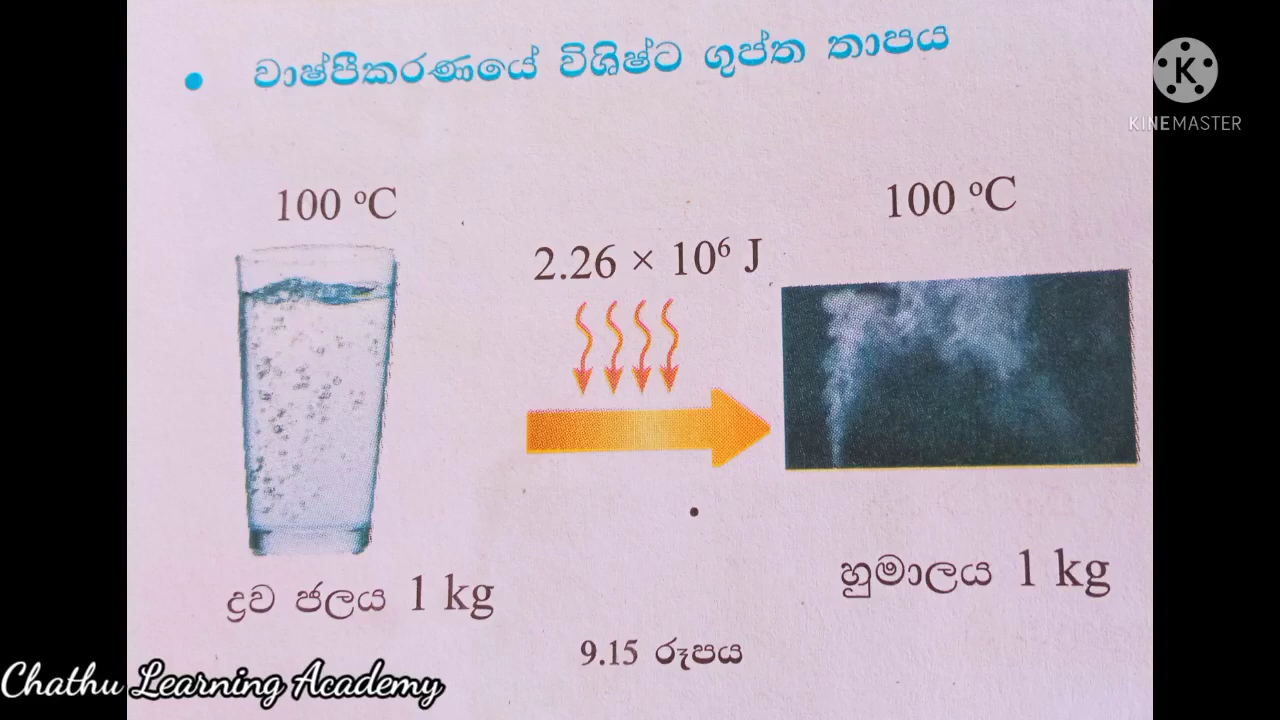 • වාෂ්පීකරණයේ විශිෂ්ට ගුප්ත තාපය
K
KINEMASTER
100 °C
100 °C
2.26 × 10⁶ J
ද්‍රව ජලය 1 kg
හුමාලය 1 kg
9.15 රූපය
Chathu Learning Academy